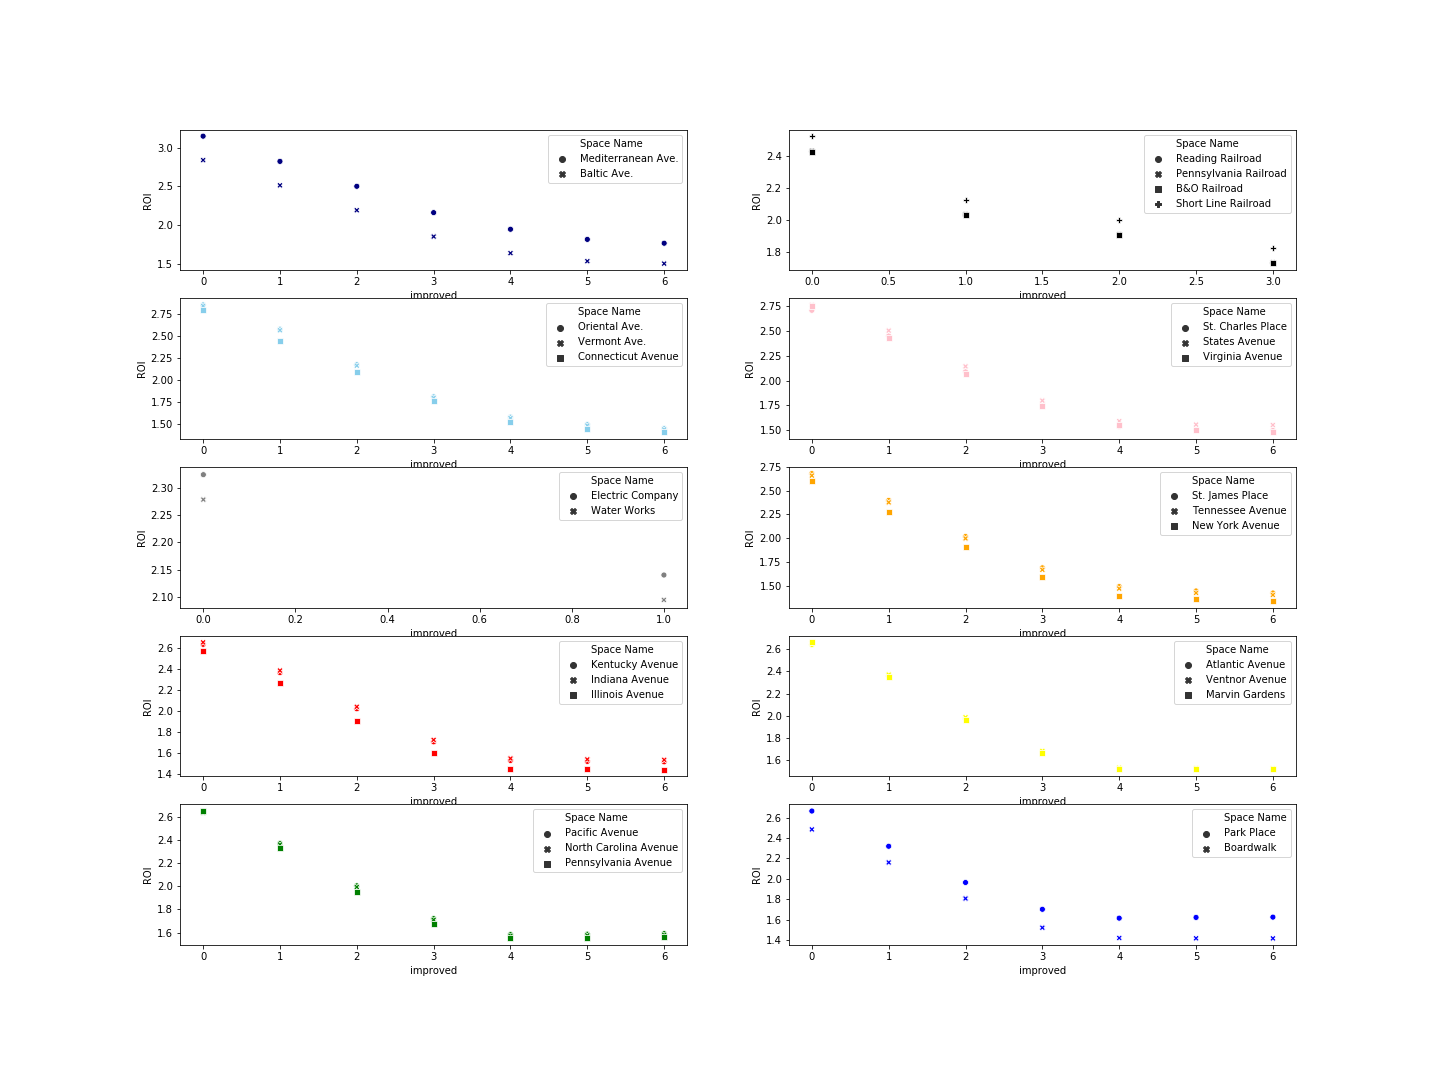 3.0
2.5
2.0
1.5
ROI
Space Name
Mediterranean Ave.
Baltic Ave.
0 1 2 3 4 5 6
improved
2.4
2.2
2.0
1.8
ROI
Space Name
Reading Railroad
Pennsylvania Railroad
B&O Railroad
Short Line Railroad
0.0 0.5 1.0 1.5 2.0 2.5 3.0
improved
2.75
2.50
2.25
2.00
1.75
1.50
ROI
Space Name
Oriental Ave.
Vermont Ave.
Connecticut Avenue
0 1 2 3 4 5 6
improved
2.75
2.50
2.25
2.00
1.75
1.50
ROI
Space Name
St. Charles Place
States Avenue
Virginia Avenue
0 1 2 3 4 5 6
improved
2.30
2.25
2.20
2.15
2.10
ROI
Space Name
Electric Company
Water Works
0.0 0.2 0.4 0.6 0.8 1.0
improved
2.75
2.50
2.25
2.00
1.75
1.50
ROI
Space Name
St. James Place
Tennessee Avenue
New York Avenue
0 1 2 3 4 5 6
improved
2.6
2.4
2.2
2.0
1.8
1.6
1.4
ROI
Space Name
Kentucky Avenue
Indiana Avenue
Illinois Avenue
0 1 2 3 4 5 6
improved
2.6
2.4
2.2
2.0
1.8
1.6
ROI
Space Name
Atlantic Avenue
Ventnor Avenue
Marvin Gardens
0 1 2 3 4 5 6
improved
2.6
2.4
2.2
2.0
1.8
1.6
ROI
Space Name
Pacific Avenue
North Carolina Avenue
Pennsylvania Avenue
0 1 2 3 4 5 6
improved
2.6
2.4
2.2
2.0
1.8
1.6
1.4
ROI
Space Name
Park Place
Boardwalk
0 1 2 3 4 5 6
improved